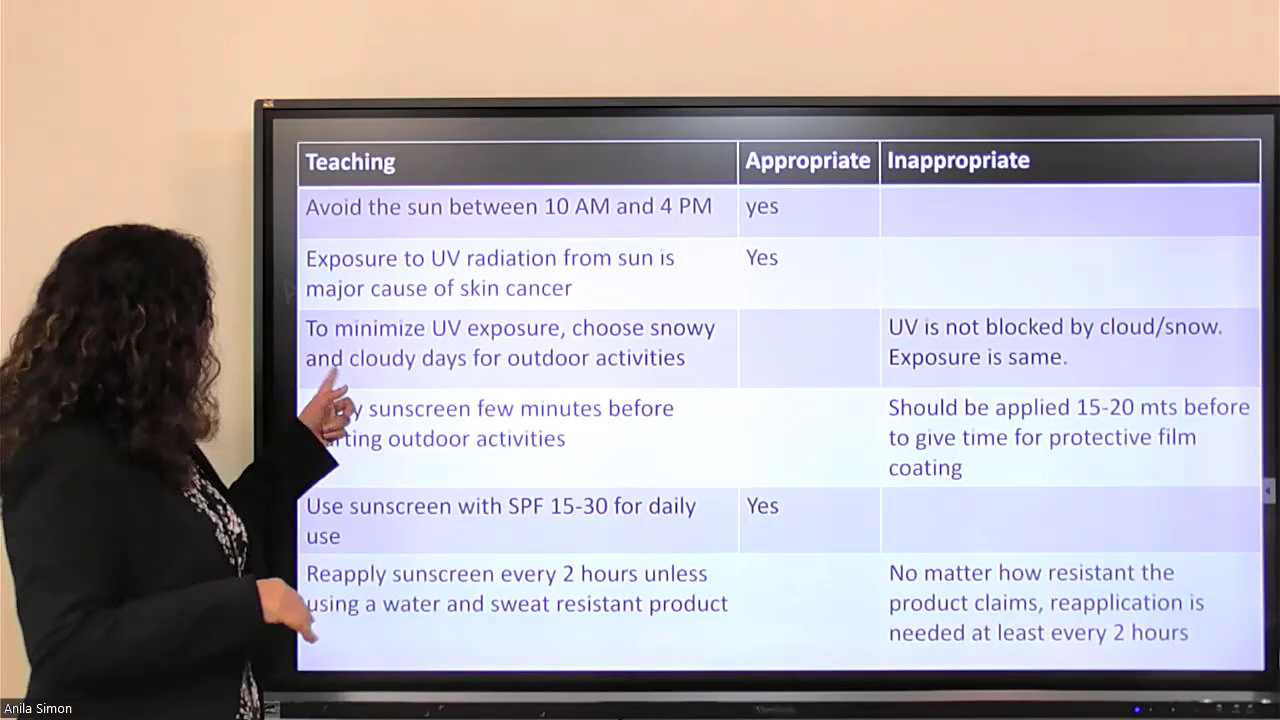 Teaching
Appropriate
Inappropriate
Avoid the sun between 10 AM and 4 PM
yes
Exposure to UV radiation from sun is
major cause of skin cancer
Yes
To minimize UV exposure, choose snowy
and cloudy days for outdoor activities
UV is not blocked by cloud/snow.
Exposure is same.
sunscreen few minutes before
outdoor activities
Should be applied 15-20 mts before
to give time for protective film
coating
Use sunscreen with SPF 15-30 for daily
use
Yes
Reapply sunscreen every 2 hours unless
using a water and sweat resistant product
No matter how resistant the
product claims, reapplication is
needed at least every 2 hours
ViewSonic
Anila Simon